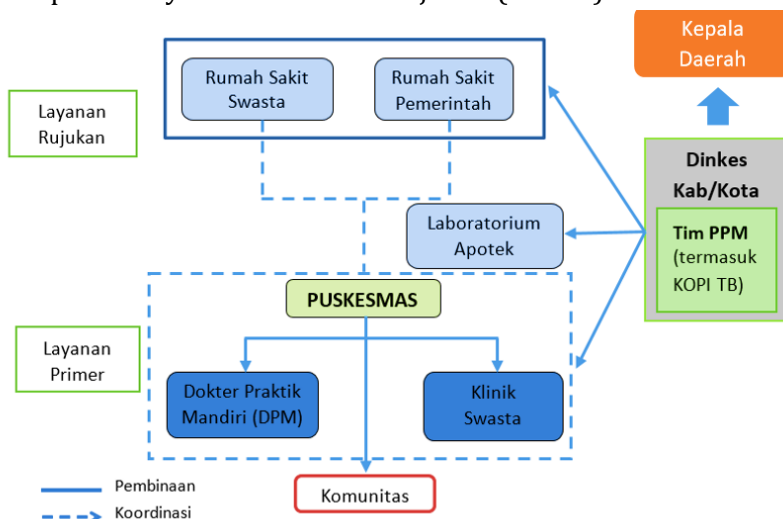 Kepala
Daerah
Rumah Sakit
Swasta
Rumah Sakit
Pemerintah
Layanan
Rujukan
Dinkes
Kab/Kota
Tim PPM
(termasuk
KOPI TB)
Laboratorium
Apotek
PUSKESMAS
Layanan
Primer
Dokter Praktik
Mandiri (DPM)
Klinik
Swasta
Komunitas
Pembinaan
Koordinasi